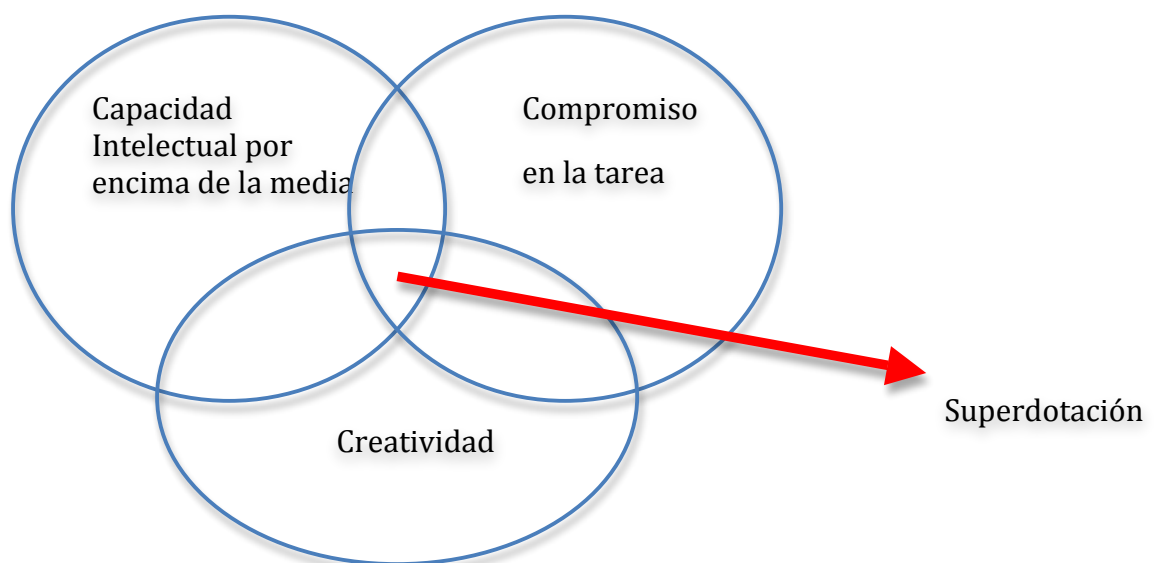 Capacidad
Intelectual por
encima de la media
Compromiso
en la tarea
Creatividad
Superdotación